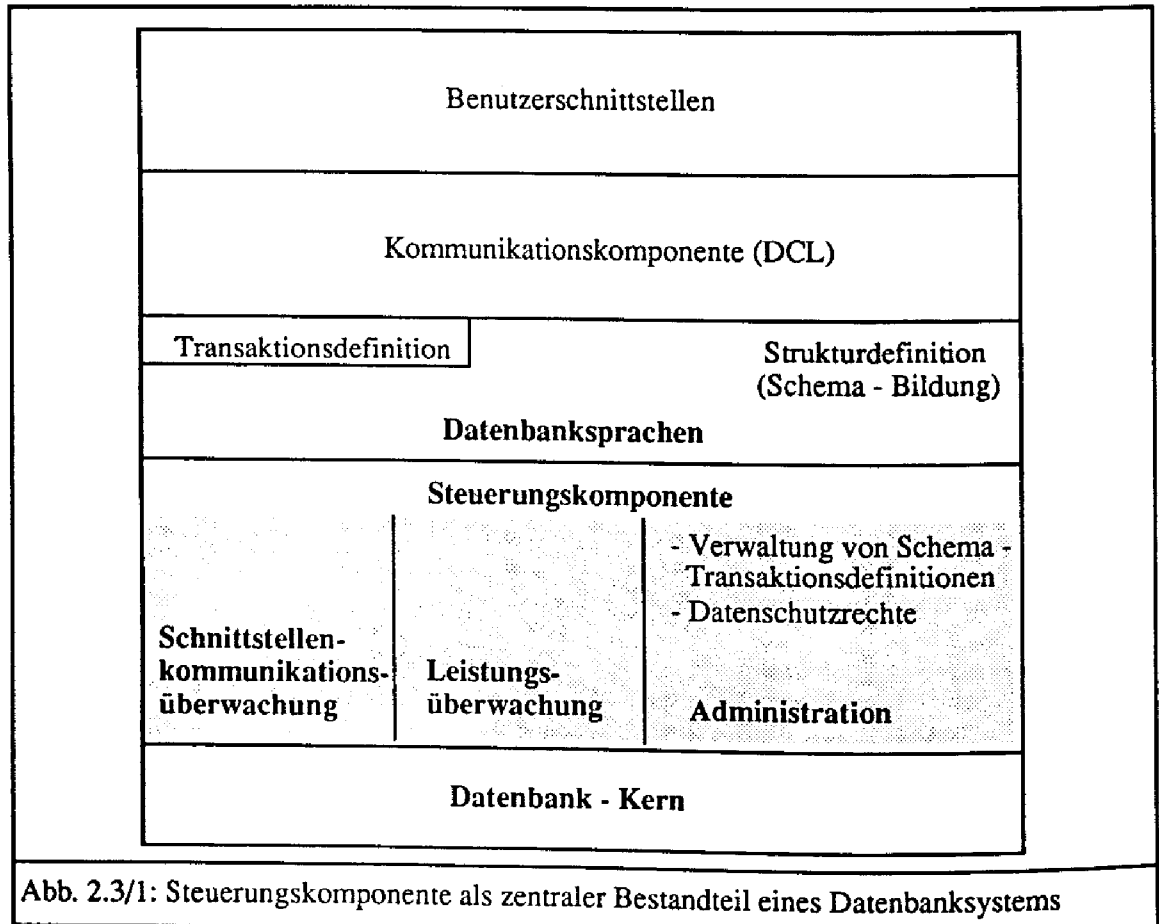 Benutzerschnittstellen
Kommunikationskomponente (DCL)
Transaktionsdefinition
Strukturdefinition
(Schema - Bildung)
Datenbanksprachen
Steuerungskomponente
Schnittstellen-
kommunikations-
überwachung
Leistungs-
überwachung
- Verwaltung von Schema -
Transaktionsdefinitionen
- Datenschutzrechte
Administration
Datenbank - Kern
Abb. 2.3/1: Steuerungskomponente als zentraler Bestandteil eines Datenbanksystems